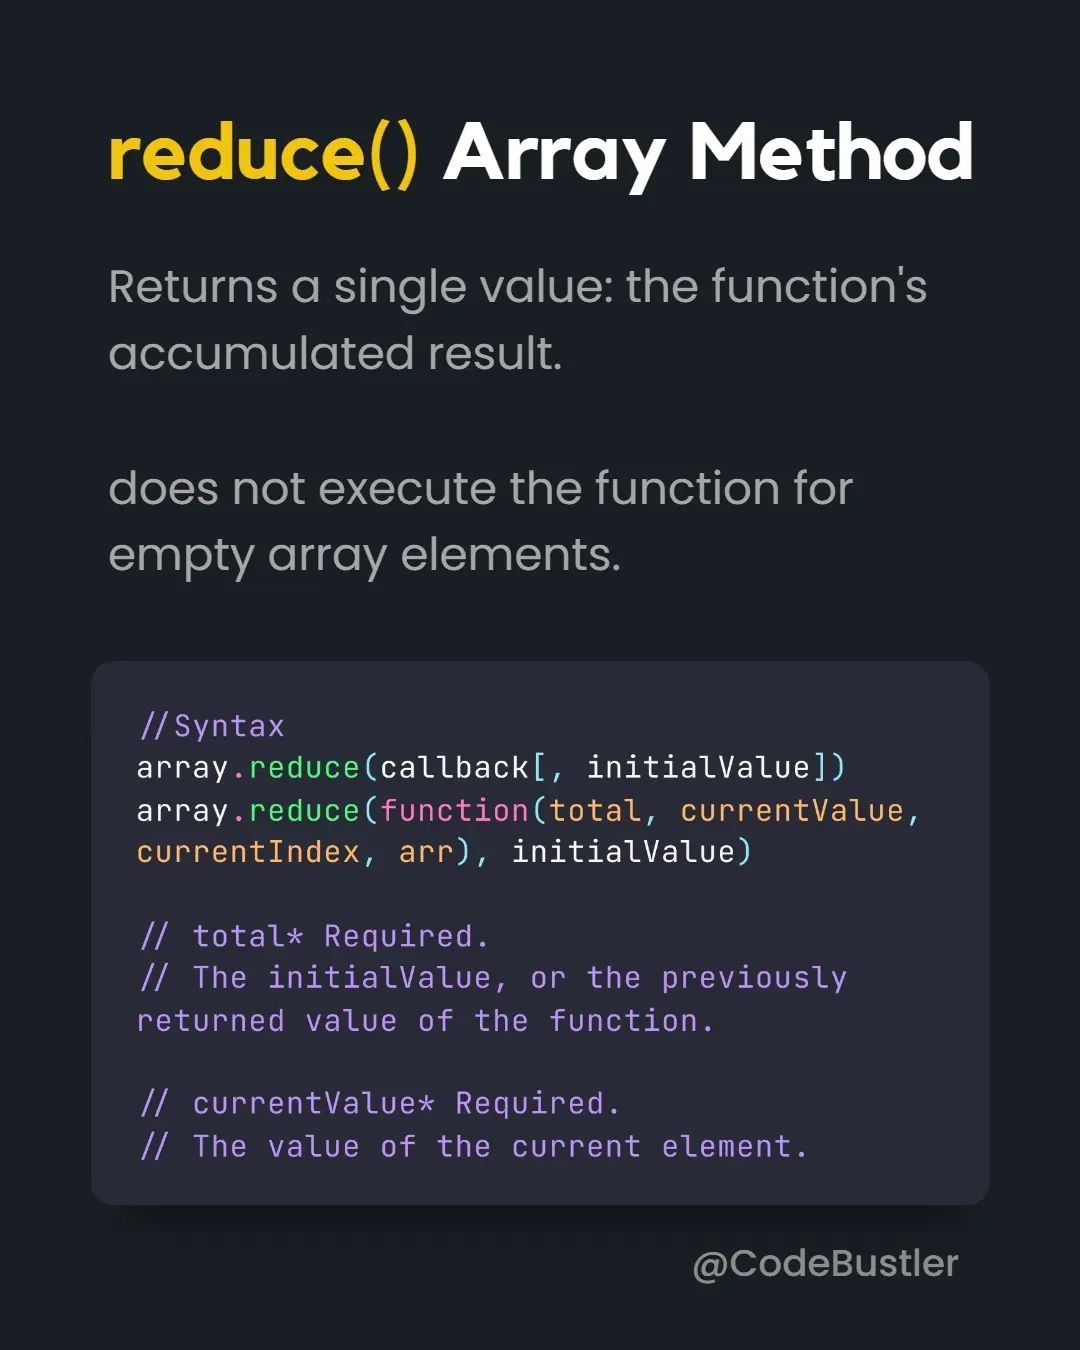 reduce() Array Method
Returns a single value: the function's
accumulated result.
does not execute the function for
empty array elements.
//Syntax
array.reduce(callback[, initialValue])
array.reduce(function(total, currentValue,
currentIndex, arr), initialValue)
// total* Required.
// The initialValue, or the previously
returned value of the function.
// currentValue* Required.
// The value of the current element.
@CodeBustler